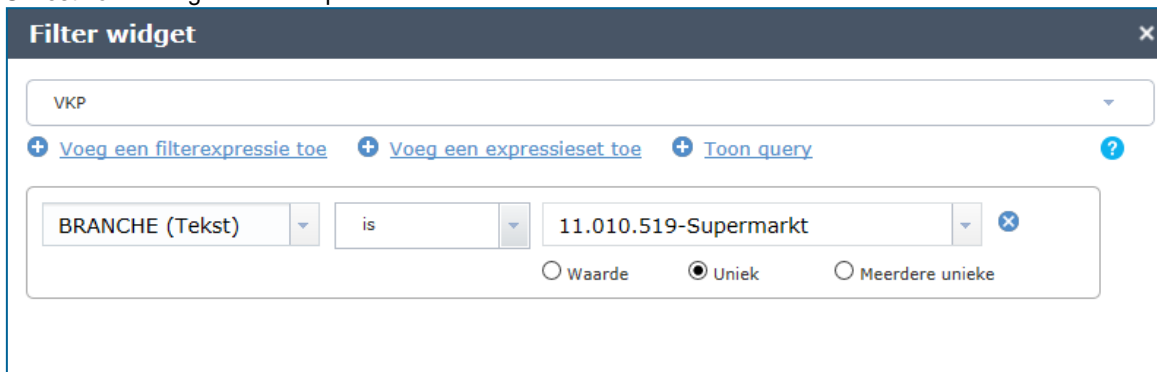 Filter widget ×
VKP
Voeg een filterexpressie toe Voeg een expressieset toe Toon query ?
BRANCHE (Tekst) is 11.010.519-Supermarkt
Waarde Uniek Meerdere unieke